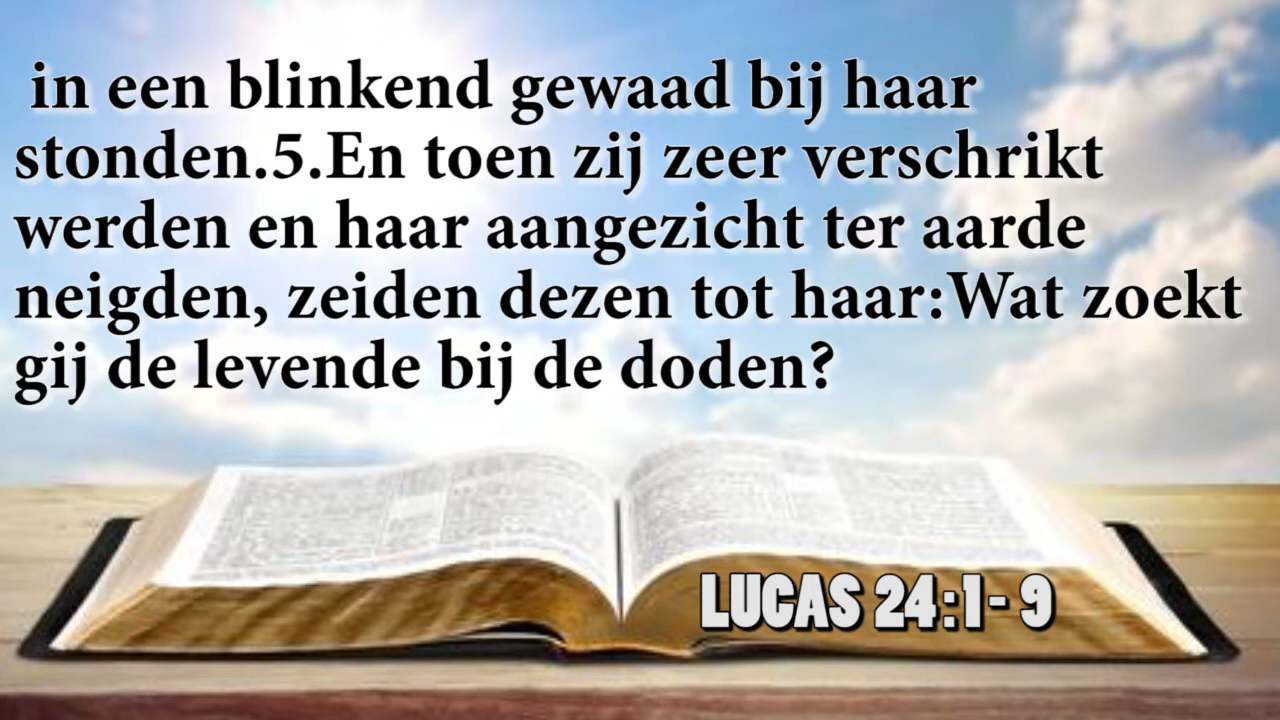 in een blinkend gewaad bij haar
stonden.5.En toen zij zeer verschrikt
werden en haar aangezicht ter aarde
neigden, zeiden dezen tot haar:Wat zoekt
gij de levende bij de doden?
LUCAS 24:1- 9